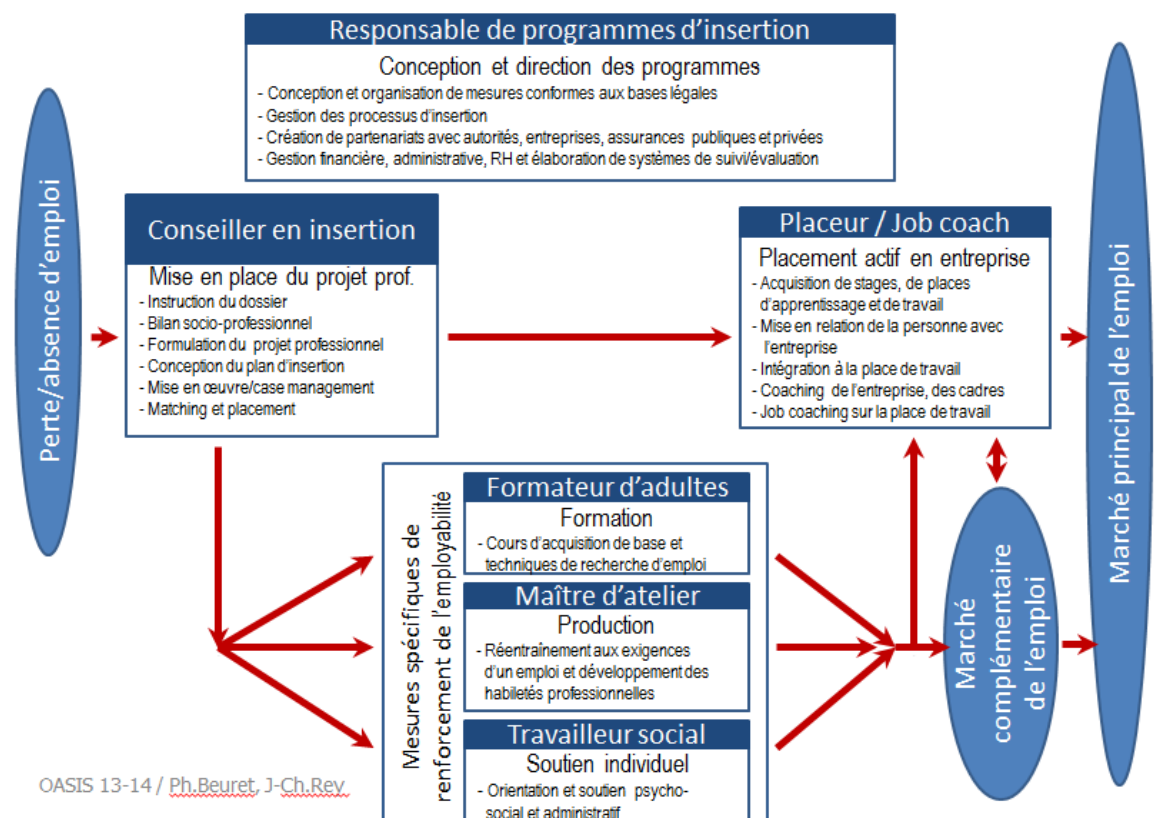 Responsable de programmes d'insertion
Conception et direction des programmes
- Conception et organisation de mesures conformes aux bases légales
- Gestion des processus d'insertion
- Création de partenariats avec autorités, entreprises, assurances publiques et privées
- Gestion financière, administrative, RH et élaboration de systèmes de suivi/évaluation
Perte/absence d'emploi
Conseiller en insertion
Mise en place du projet prof.
- Instruction du dossier
- Bilan socio-professionnel
- Formulation du projet professionnel
- Conception du plan d'insertion
- Mise en œuvre/case management
- Matching et placement
Placeur / Job coach
Placement actif en entreprise
- Acquisition de stages, de places
d'apprentissage et de travail
- Mise en relation de la personne avec
l'entreprise
- Intégration à la place de travail
- Coaching de l'entreprise, des cadres
- Job coaching sur la place de travail
Mesures spécifiques de
renforcement de l'employabilité
Formateur d'adultes
Formation
- Cours d'acquisition de base et
techniques de recherche d'emploi
Maître d'atelier
Production
- Réentraînement aux exigences
d'un emploi et développement des
habiletés professionnelles
Travailleur social
Soutien individuel
- Orientation et soutien psycho-
social et administratif
Marché
complémentaire
de l'emploi
Marché principal de l'emploi
OASIS 13-14 / Ph.Beuret, J-Ch.Rey